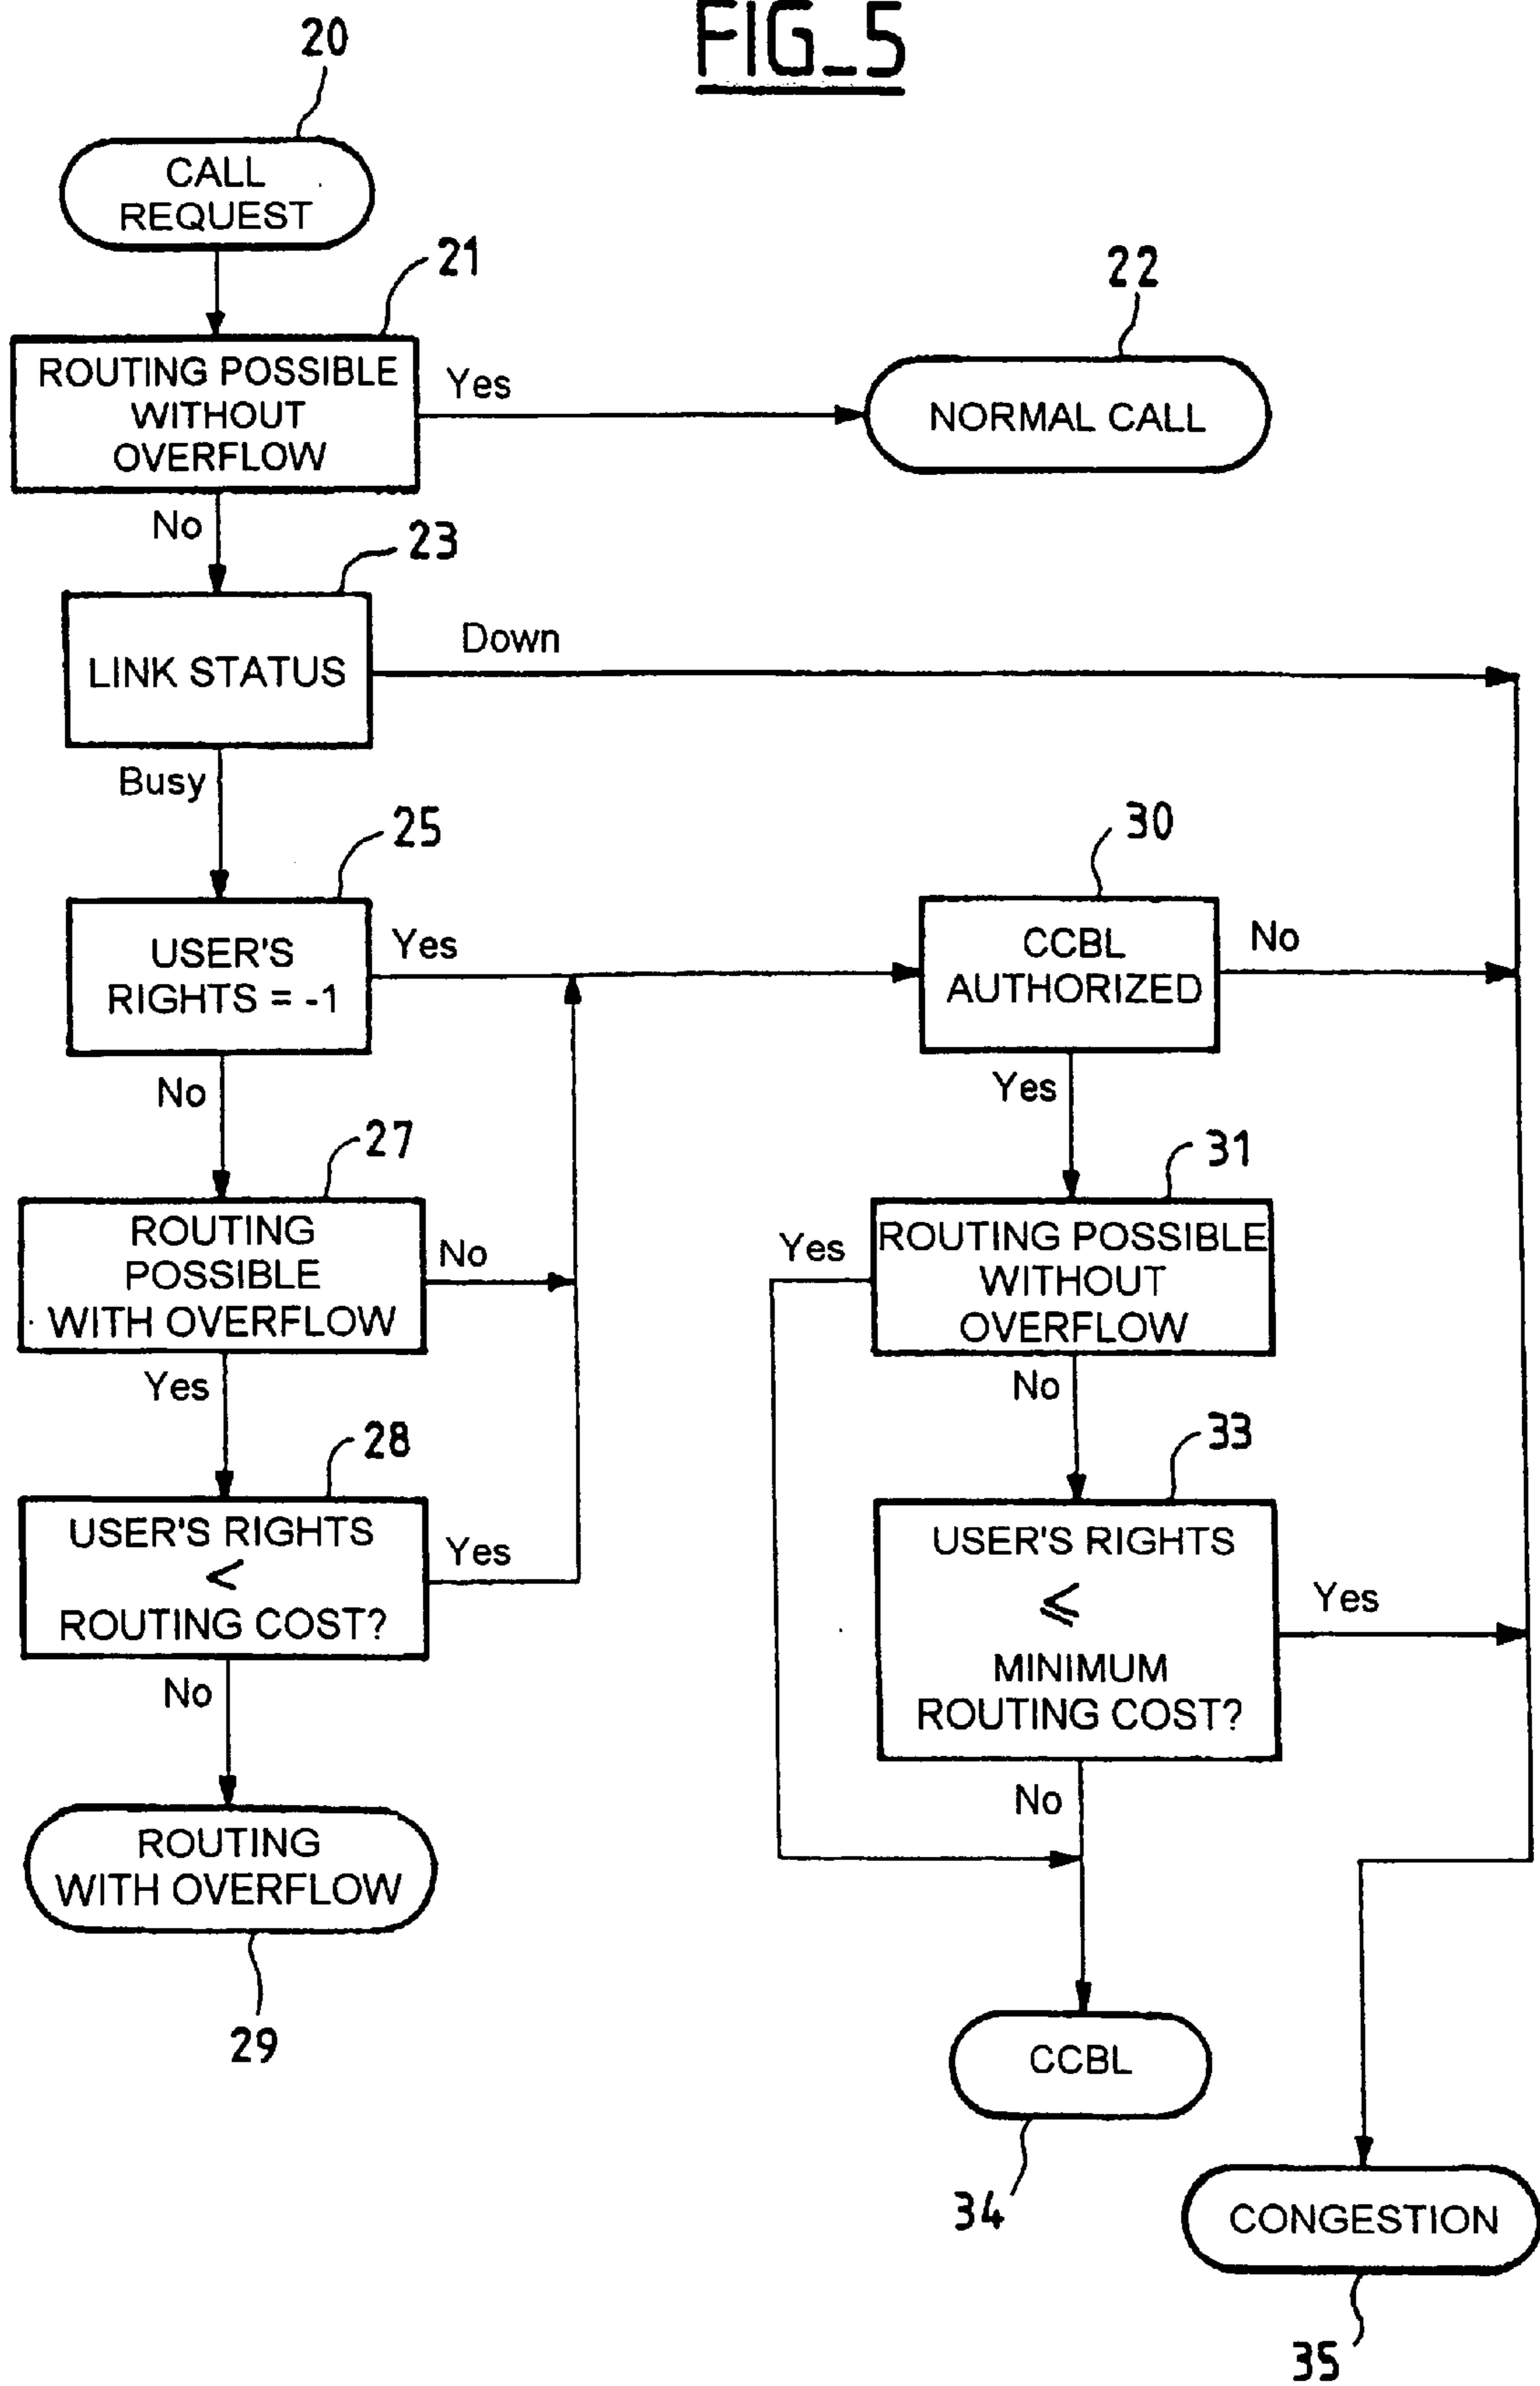 FIG_5
20
CALL
REQUEST
21
22
ROUTING POSSIBLE
WITHOUT
OVERFLOW
Yes
NORMAL CALL
No
23
LINK STATUS
Down
Busy
25
30
USER'S
RIGHTS = -1
Yes
CCBL
AUTHORIZED
No
No
Yes
27
31
ROUTING
POSSIBLE
WITH OVERFLOW
No
Yes
ROUTING POSSIBLE
WITHOUT
OVERFLOW
Yes
No
28
33
USER'S RIGHTS
<
ROUTING COST?
Yes
USER'S RIGHTS
⩽
MINIMUM
ROUTING COST?
Yes
No
No
ROUTING
WITH OVERFLOW
29
CCBL
34
CONGESTION
35